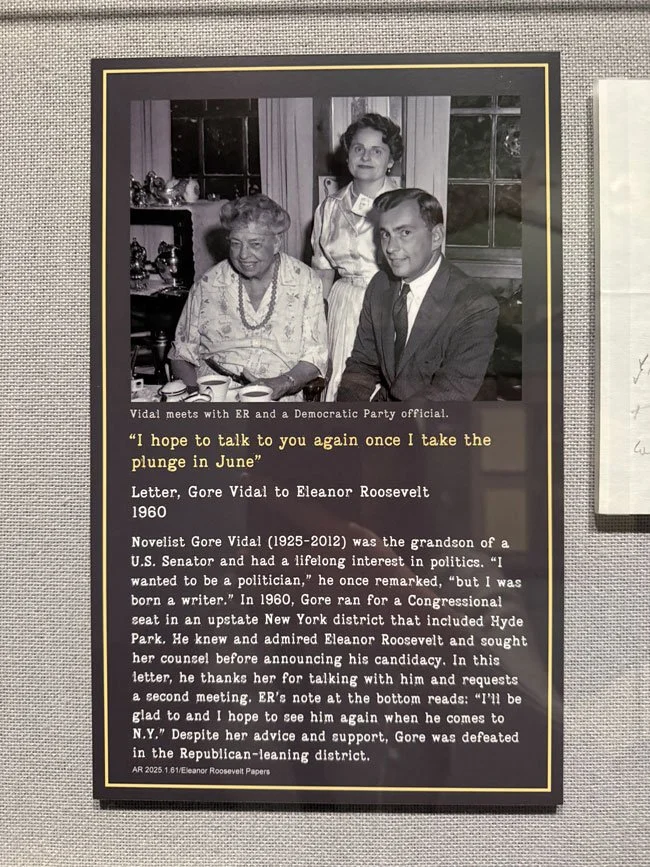 Vidal meets with ER and a Democratic Party official.
“I hope to talk to you again once I take the
plunge in June”
Letter, Gore Vidal to Eleanor Roosevelt
1960
Novelist Gore Vidal (1925-2012) was the grandson of a
U.S. Senator and had a lifelong interest in politics. “I
wanted to be a politician,” he once remarked, “but I was
born a writer.” In 1960, Gore ran for a Congressional
seat in an upstate New York district that included Hyde
Park. He knew and admired Eleanor Roosevelt and sought
her counsel before announcing his candidacy. In this
letter, he thanks her for talking with him and requests
a second meeting. ER’s note at the bottom reads: “I’ll be
glad to and I hope to see him again when he comes to
N.Y.” Despite her advice and support, Gore was defeated
in the Republican-leaning district.
AR 2025.1.61/Eleanor Roosevelt Papers